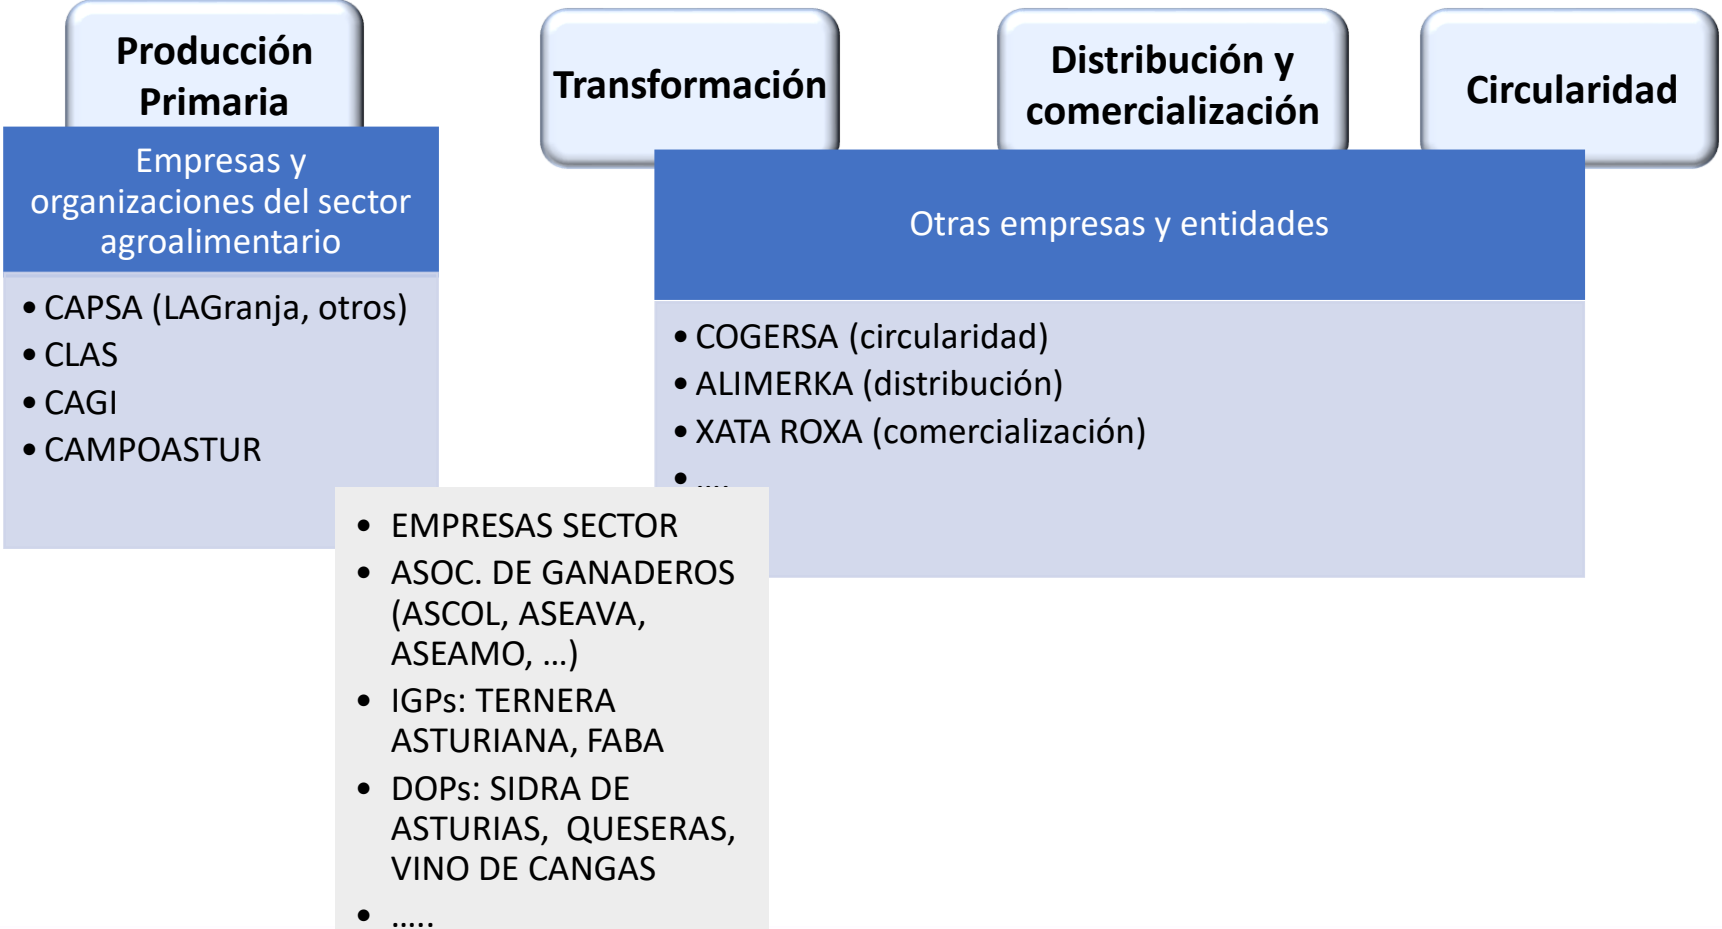 Producción
Primaria
Transformación
Distribución y
comercialización
Circularidad
Empresas y
organizaciones del sector
agroalimentario
• CAPSA (LAGranja, otros)
• CLAS
• CAGI
• CAMPOASTUR
Otras empresas y entidades
• COGERSA (circularidad)
• ALIMERKA (distribución)
• XATA ROXA (comercialización)
• ....
• EMPRESAS SECTOR
• ASOC. DE GANADEROS
(ASCOL, ASEAVA,
ASEAMO, ...)
• IGPs: TERNERA
ASTURIANA, FABA
• DOPs: SIDRA DE
ASTURIAS, QUESERAS,
VINO DE CANGAS
• .....